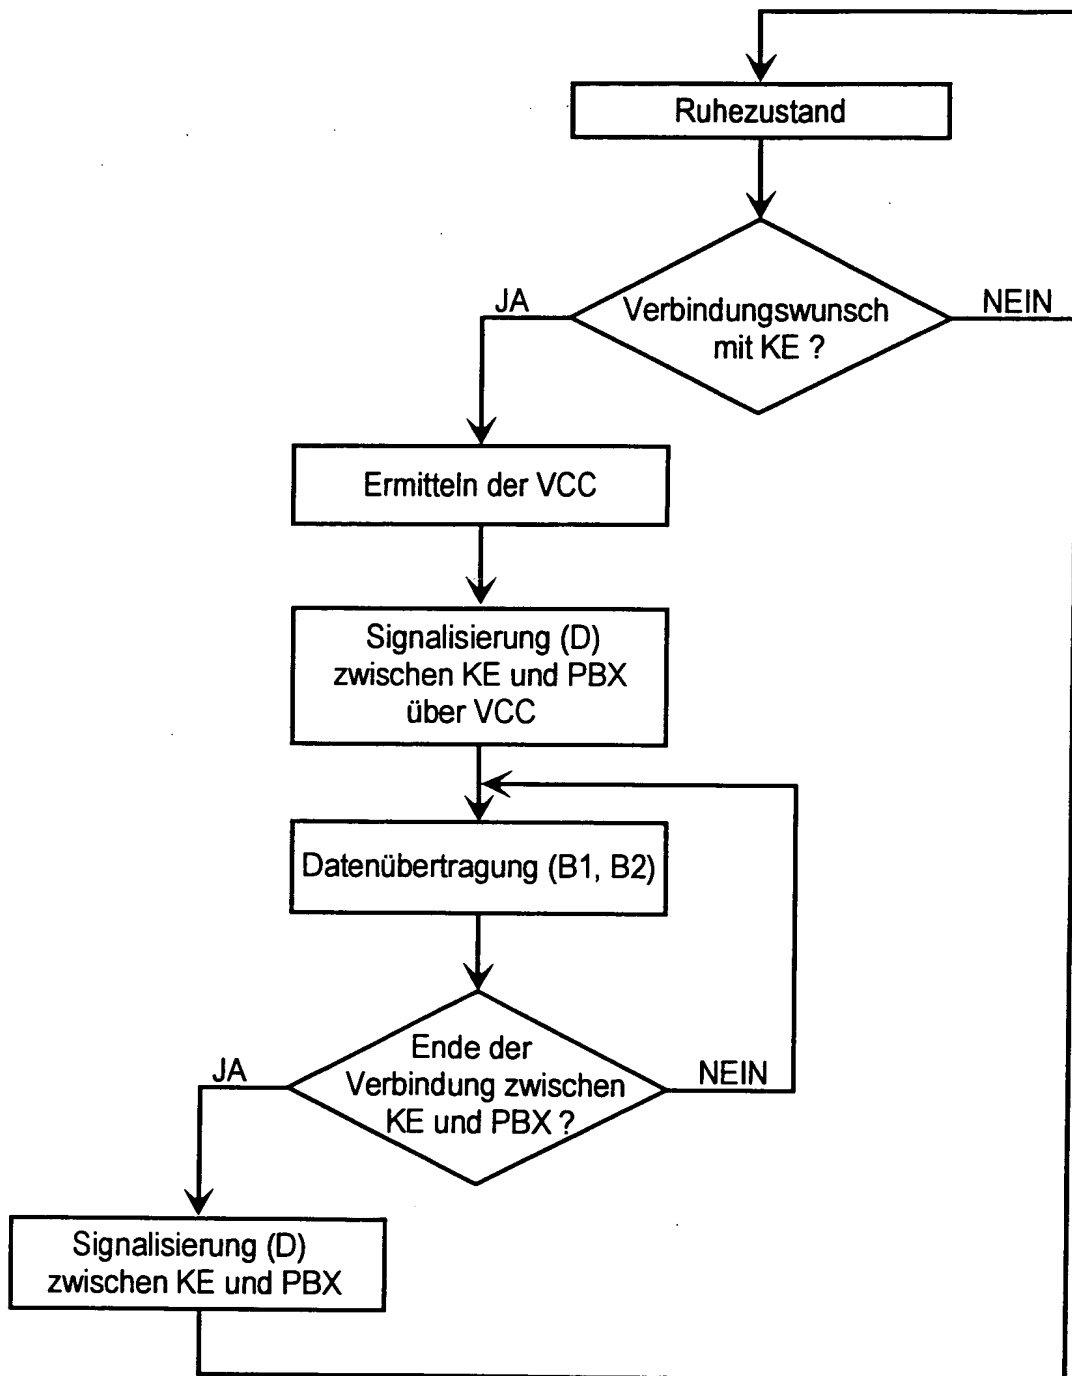 Ruhezustand
JA
Verbindungswunsch
mit KE ?
NEIN
Ermitteln der VCC
Signalisierung (D)
zwischen KE und PBX
über VCC
Datenübertragung (B1, B2)
JA
Ende der
Verbindung zwischen
KE und PBX ?
NEIN
Signalisierung (D)
zwischen KE und PBX